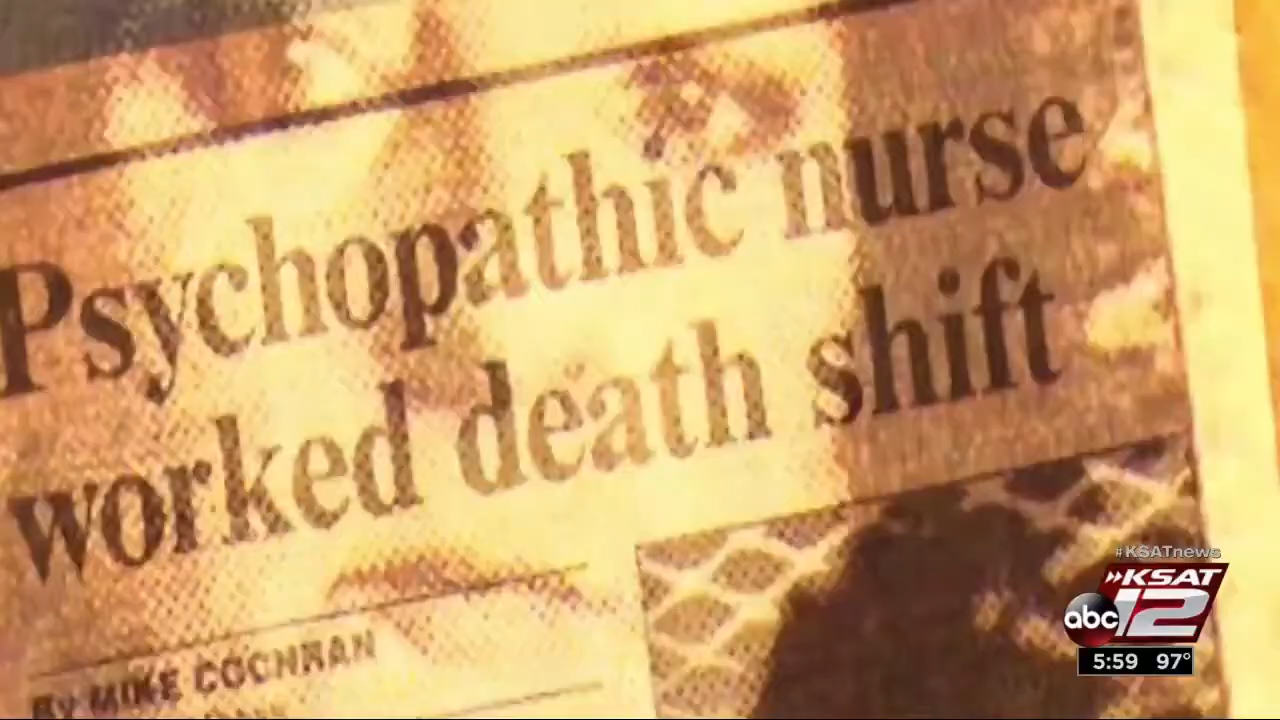 Psychopathic nurse
worked death shift
By MIKE COCHRAN
#KSATnews
KSAT
abc 12
5:59 97°